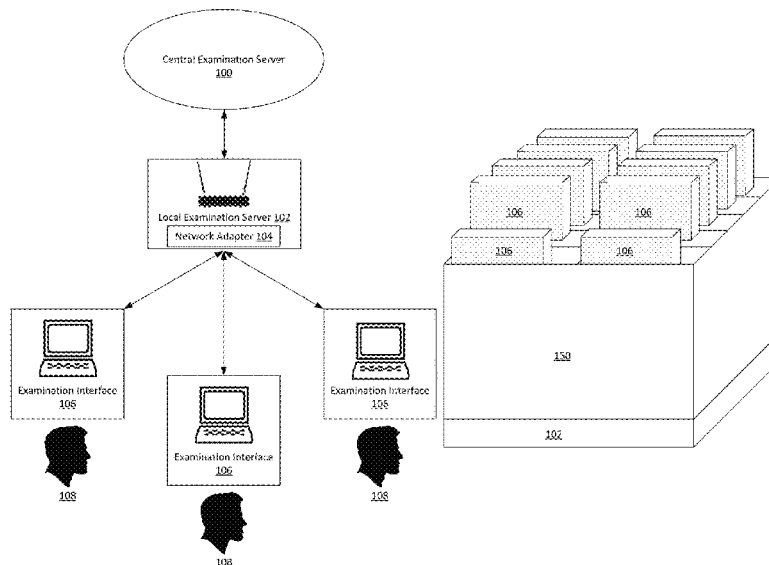 Central Examination Server
100
Local Examination Server 102
Network Adapter 104
Examination Interface
106
108
Examination Interface
106
108
Examination Interface
106
108
106
106
106
106
150
102